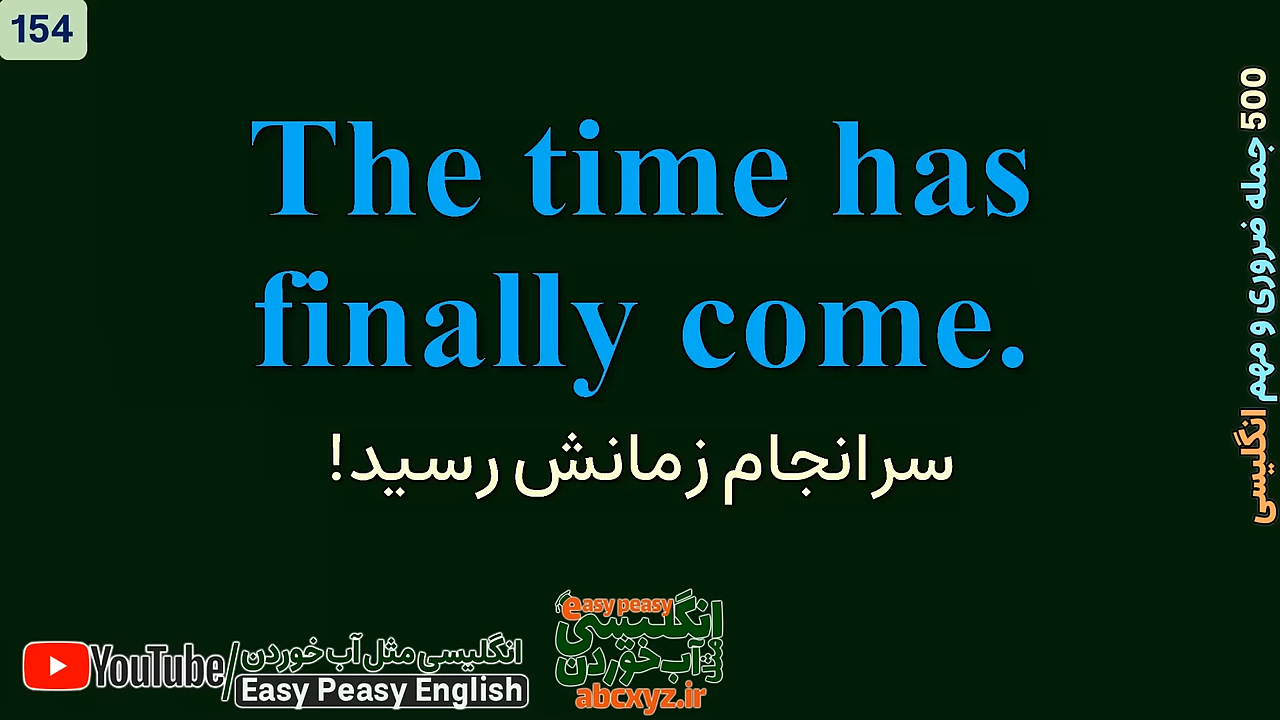 154
The time has
finally come.
سرانجام زمانش رسید!
500 جمله ضروری و مهم انگلیسی
YouTube/انگلیسی مثل آب خوردن
Easy Peasy English
easy peasy
انگلیسی
مثل آب خوردن
abcxyz.ir